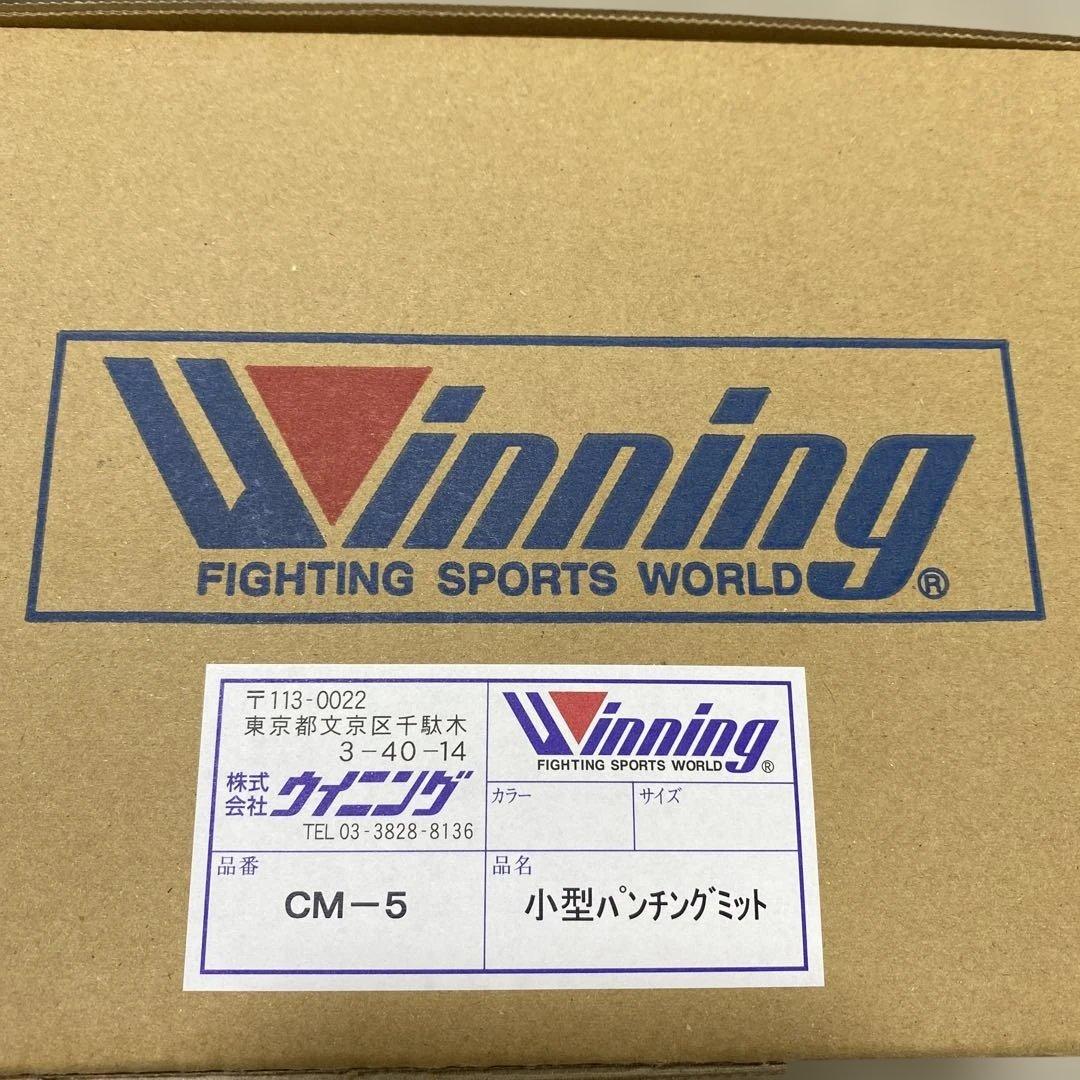 Winning
FIGHTING SPORTS WORLD®
〒113-0022
東京都文京区千駄木
3-40-14
株式会社 ウイニング
TEL 03-3828-8136
Winning
FIGHTING SPORTS WORLD ®
カラー
サイズ
品番
CM-5
品名
小型パンチングミット